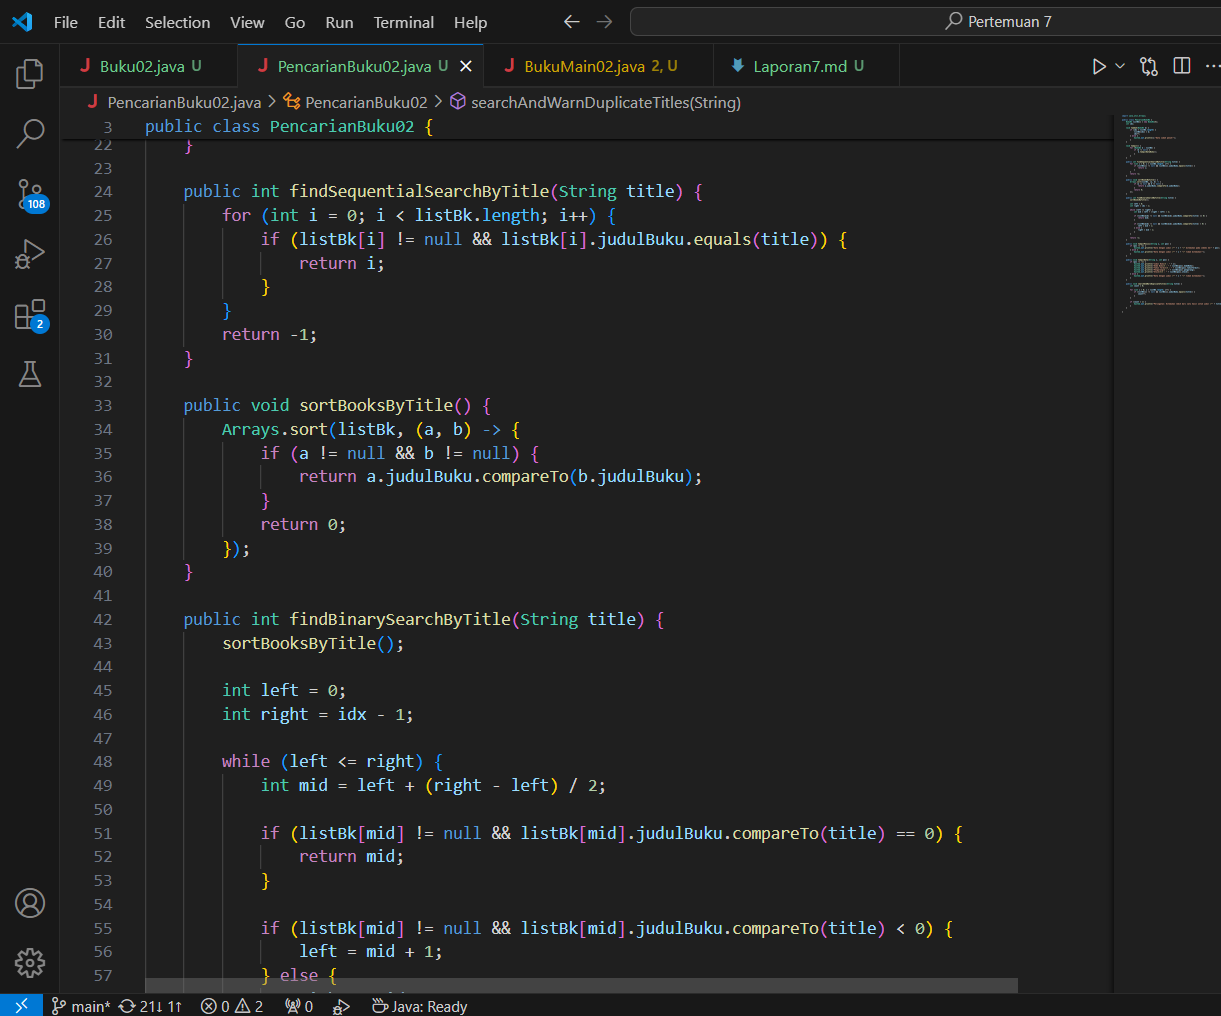 File Edit Selection View Go Run Terminal Help Pertemuan 7
J Buku02.java U J PencarianBuku02.java U J BukuMain02.java 2, U Laporan7.md U
J PencarianBuku02.java > PencarianBuku02 > searchAndWarnDuplicateTitles(String)
3 public class PencarianBuku02 {
22 }
23
24 public int findSequentialSearchByTitle(String title) {
25 for (int i = 0; i < listBk.length; i++) {
26 if (listBk[i] != null && listBk[i].judulBuku.equals(title)) {
27 return i;
28 }
29 }
30 return -1;
31 }
32
33 public void sortBooksByTitle() {
34 Arrays.sort(listBk, (a, b) -> {
35 if (a != null && b != null) {
36 return a.judulBuku.compareTo(b.judulBuku);
37 }
38 return 0;
39 });
40 }
41
42 public int findBinarySearchByTitle(String title) {
43 sortBooksByTitle();
44
45 int left = 0;
46 int right = idx - 1;
47
48 while (left <= right) {
49 int mid = left + (right - left) / 2;
50
51 if (listBk[mid] != null && listBk[mid].judulBuku.compareTo(title) == 0) {
52 return mid;
53 }
54
55 if (listBk[mid] != null && listBk[mid].judulBuku.compareTo(title) < 0) {
56 left = mid + 1;
57 } else {
108
2
main* 21↓ 1↑ 0 2 0 Java: Ready